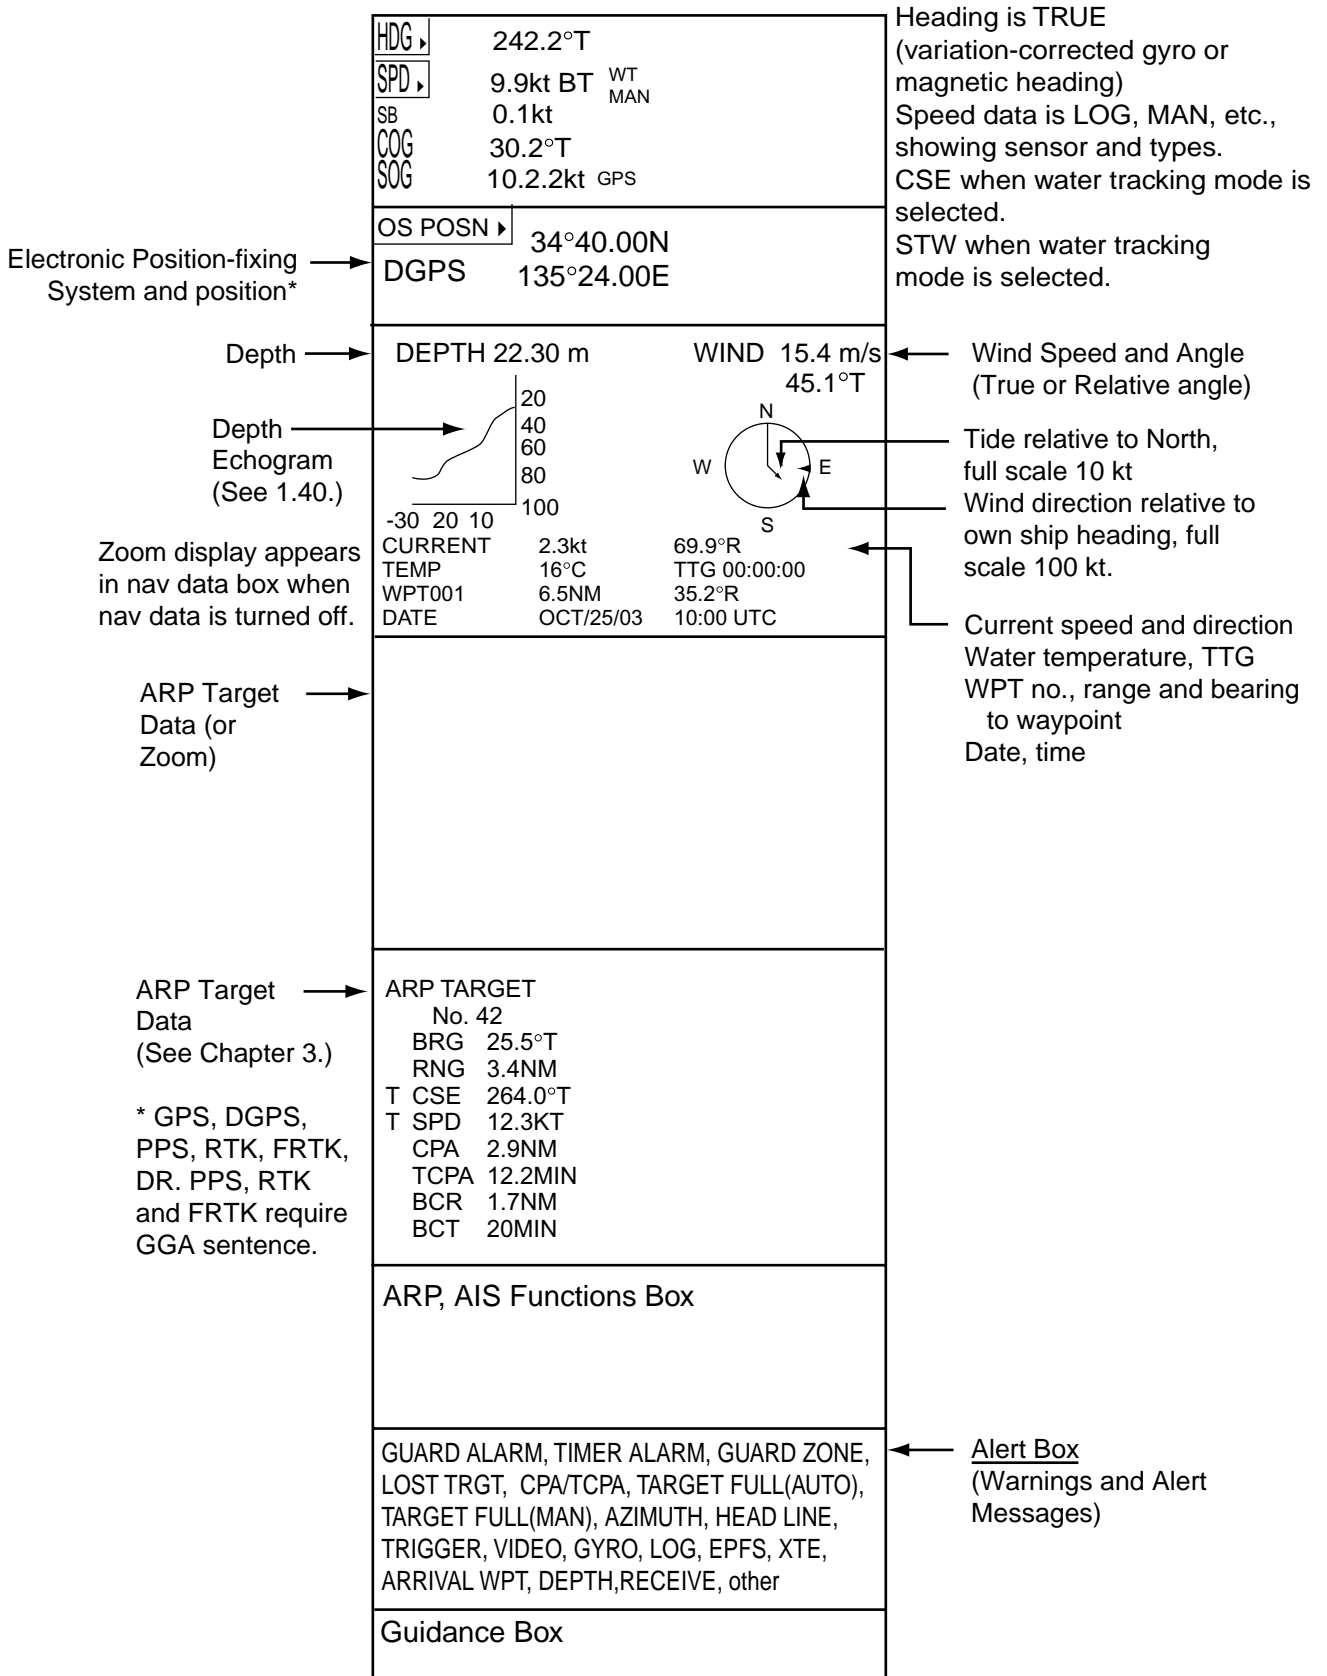 HDG ▸ 242.2°T
SPD ▸ 9.9kt BT WT
MAN
SB 0.1kt
COG 30.2°T
SOG 10.2.2kt GPS
Heading is TRUE
(variation-corrected gyro or
magnetic heading)
Speed data is LOG, MAN, etc.,
showing sensor and types.
CSE when water tracking mode is
selected.
STW when water tracking
mode is selected.
Electronic Position-fixing
System and position*
OS POSN ▸ 34°40.00N
DGPS 135°24.00E
Depth
DEPTH 22.30 m
WIND 15.4 m/s
45.1°T
Wind Speed and Angle
(True or Relative angle)
Depth
Echogram
(See 1.40.)
20
40
60
80
100
-30 20 10
N
W E
S
Tide relative to North,
full scale 10 kt
Wind direction relative to
own ship heading, full
scale 100 kt.
Zoom display appears
in nav data box when
nav data is turned off.
CURRENT 2.3kt 69.9°R
TEMP 16°C TTG 00:00:00
WPT001 6.5NM 35.2°R
DATE OCT/25/03 10:00 UTC
Current speed and direction
Water temperature, TTG
WPT no., range and bearing
to waypoint
Date, time
ARP Target
Data (or
Zoom)
ARP Target
Data
(See Chapter 3.)
ARP TARGET
No. 42
BRG 25.5°T
RNG 3.4NM
T CSE 264.0°T
T SPD 12.3KT
CPA 2.9NM
TCPA 12.2MIN
BCR 1.7NM
BCT 20MIN
* GPS, DGPS,
PPS, RTK, FRTK,
DR. PPS, RTK
and FRTK require
GGA sentence.
ARP, AIS Functions Box
GUARD ALARM, TIMER ALARM, GUARD ZONE,
LOST TRGT, CPA/TCPA, TARGET FULL(AUTO),
TARGET FULL(MAN), AZIMUTH, HEAD LINE,
TRIGGER, VIDEO, GYRO, LOG, EPFS, XTE,
ARRIVAL WPT, DEPTH,RECEIVE, other
Alert Box
(Warnings and Alert
Messages)
Guidance Box